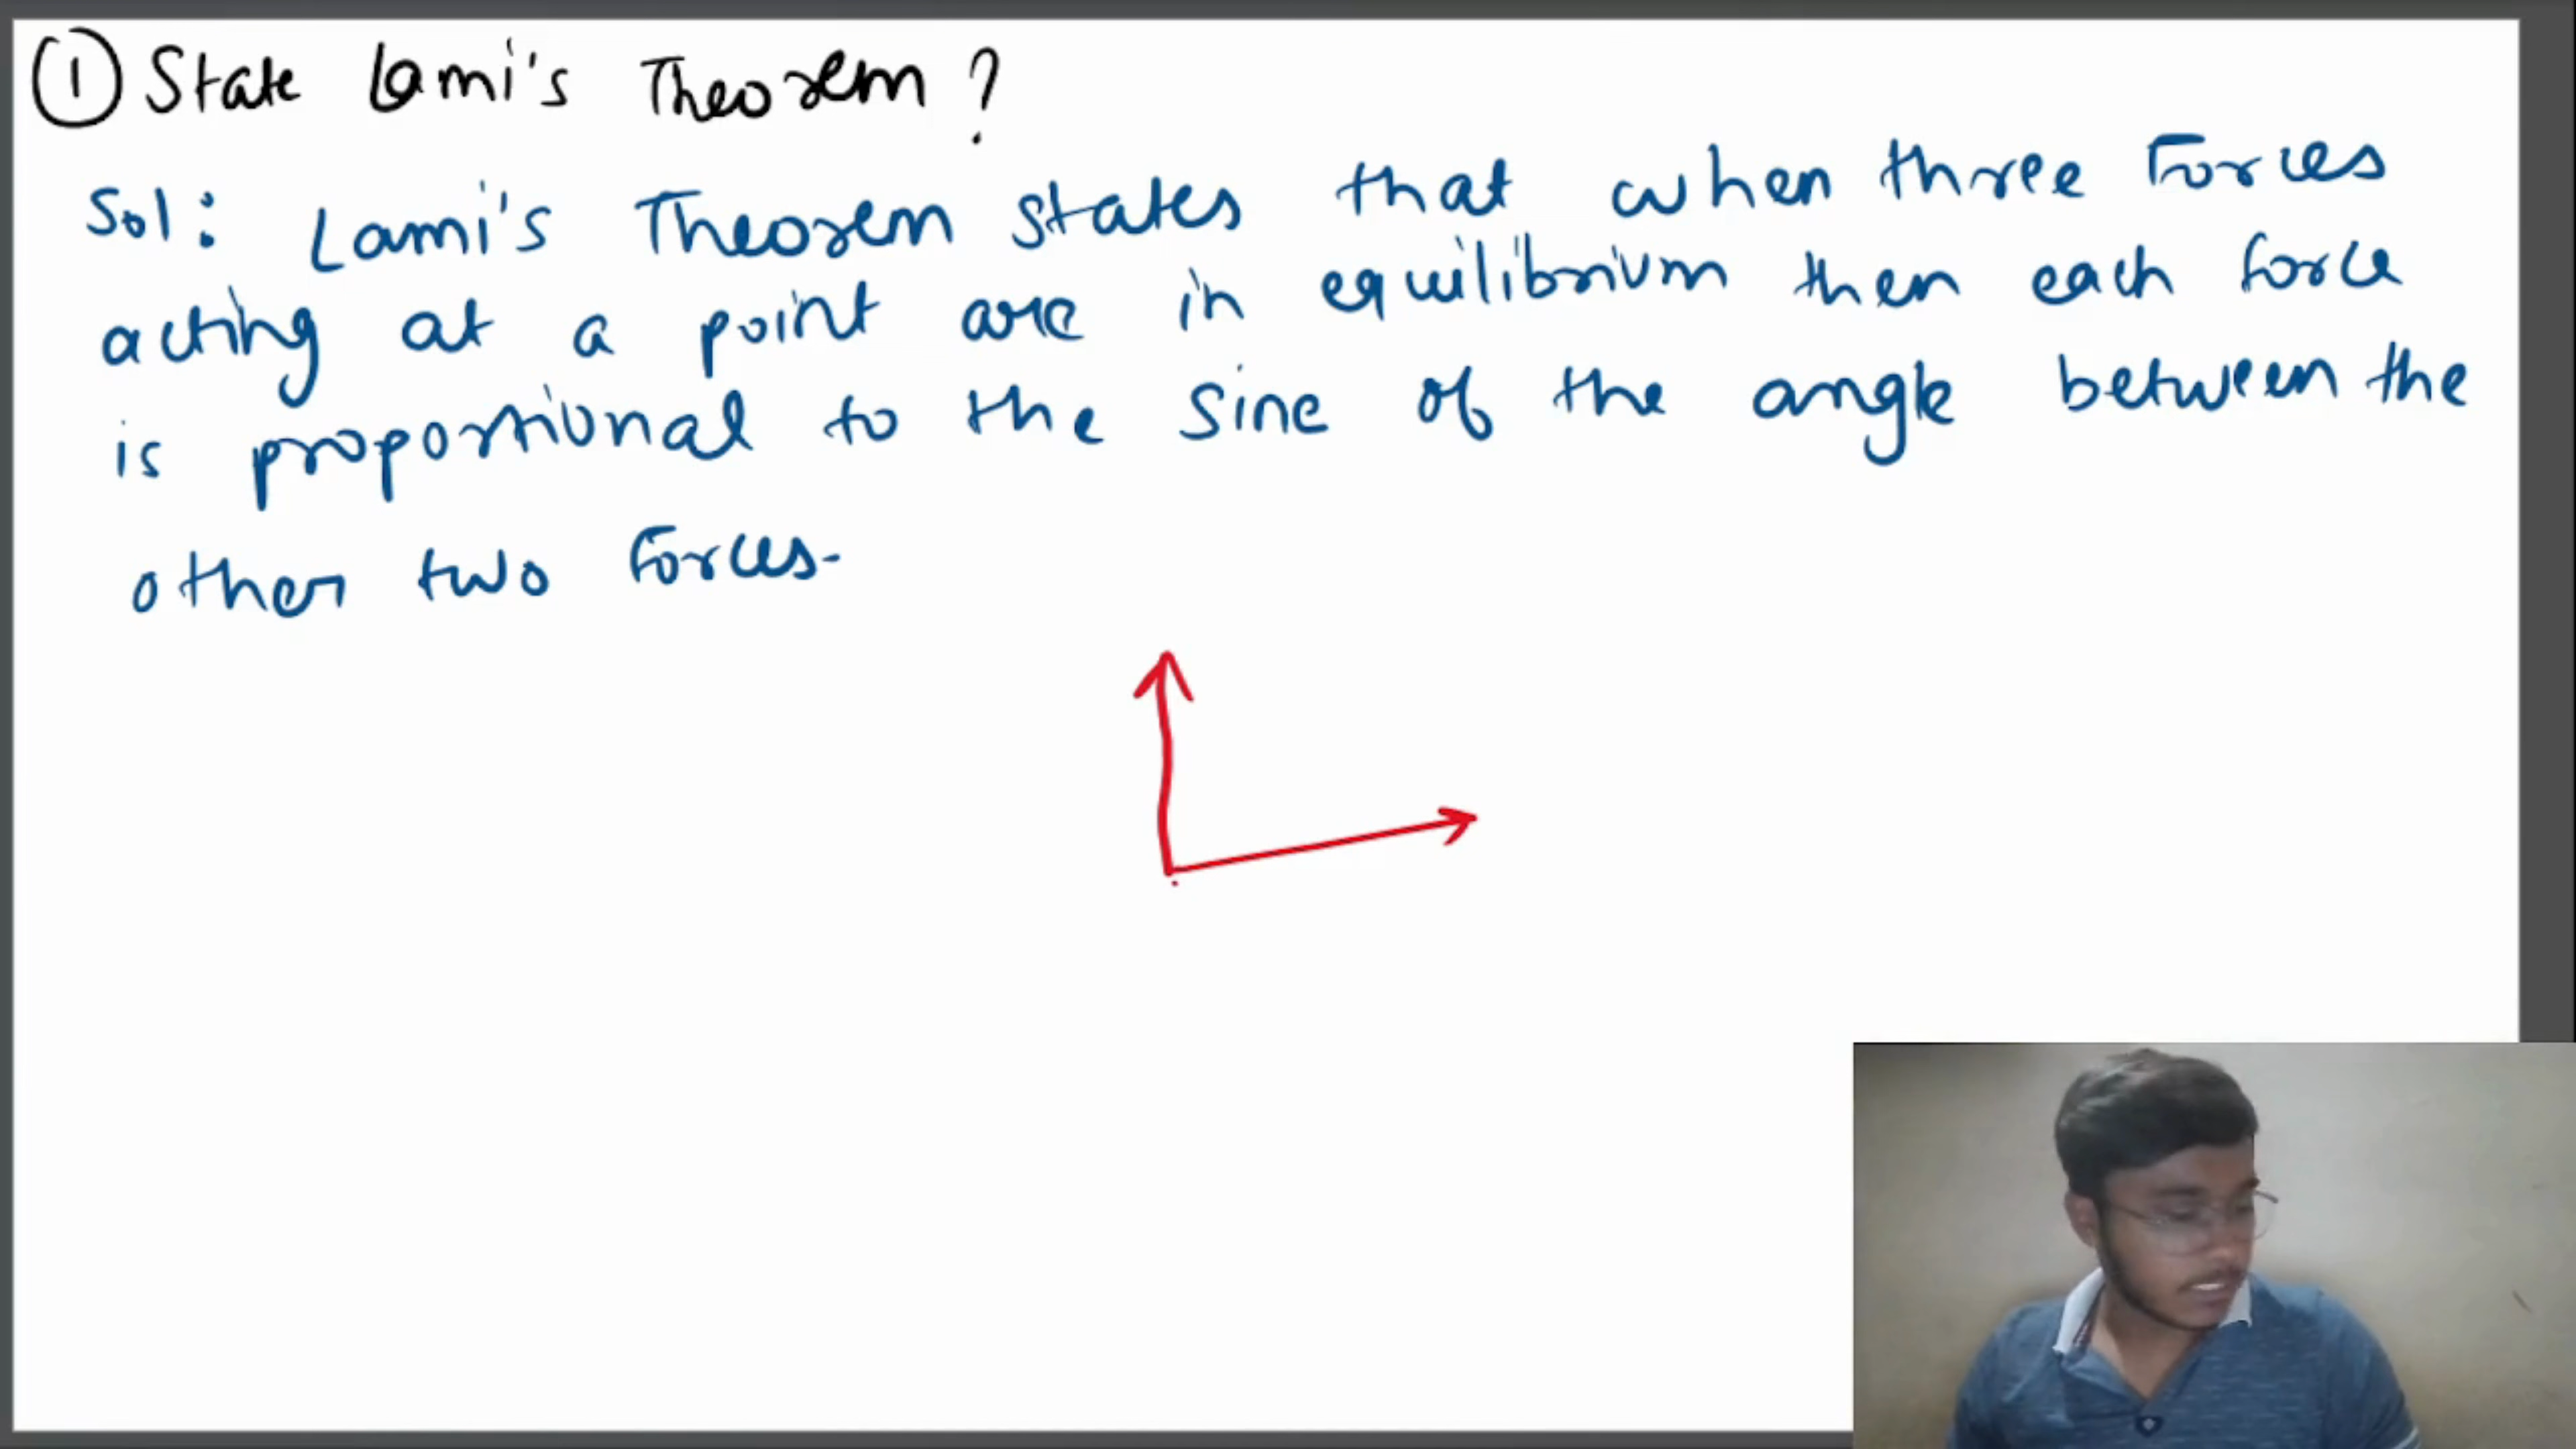 ① State Lami's Theorem ?
Sol: Lami's Theorem states that when three Forces
acting at a point are in equilibrium then each force
is proportional to the sine of the angle between the
other two forces.